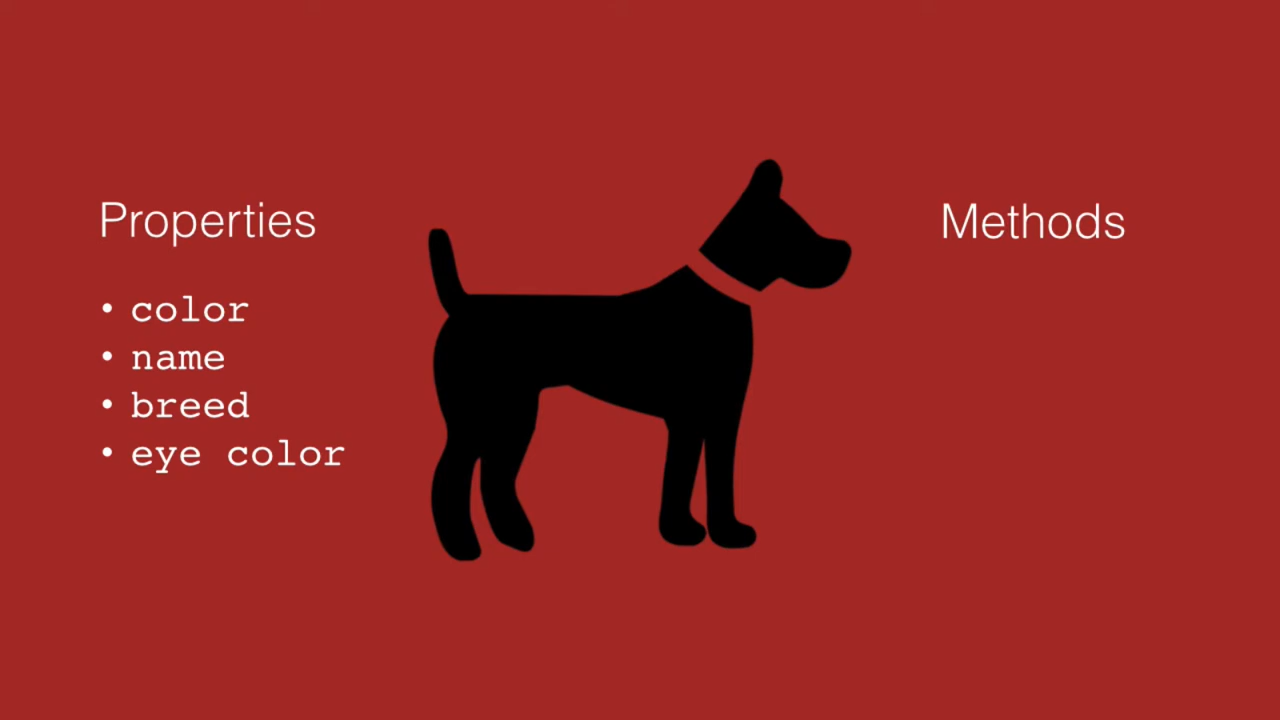 Properties
• color
• name
• breed
• eye color
Methods